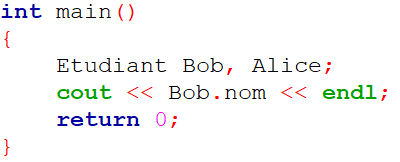 int main()
{
    Etudiant Bob, Alice;
    cout << Bob.nom << endl;
    return 0;
}